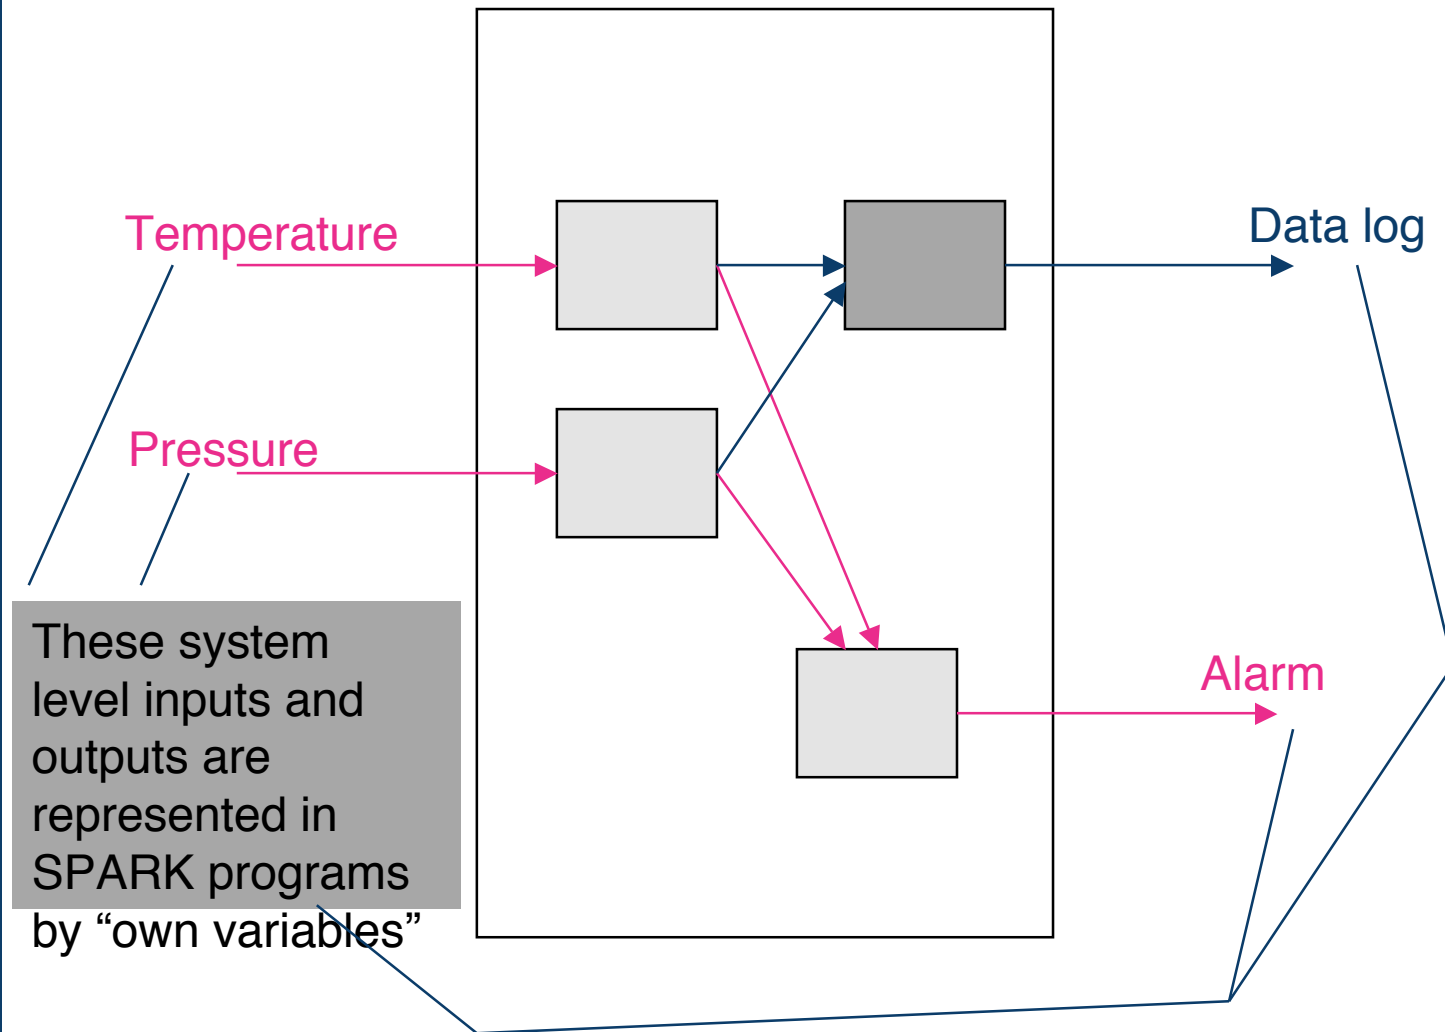 Temperature
Data log
Pressure
These system
level inputs and
outputs are
represented in
SPARK programs
by “own variables”
Alarm